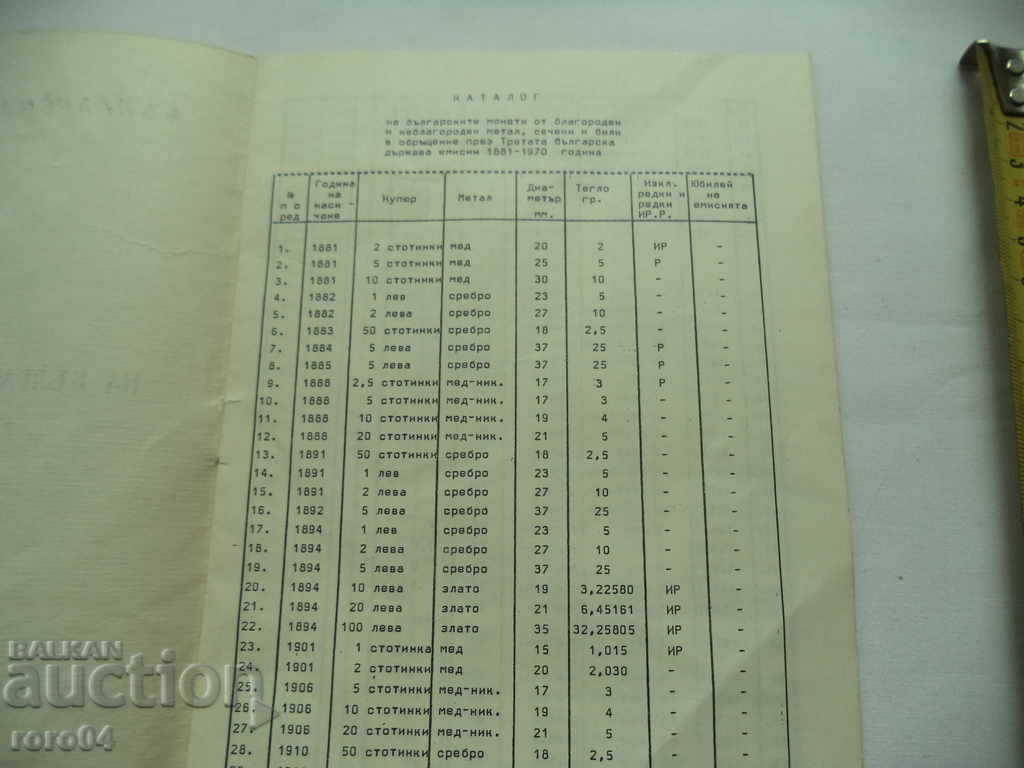 КАТАЛОГ
на българските монети от благороден
и неблагороден метал, сечени и били
в обръщение през Третата българска
държава емисии 1881-1970 година
№ по ред | Година на насичане | Купюр | Метал | Диаметър мм. | Тегло гр. | Изкл. редки и редки ИР.Р. | Юбилей на емисията
1. 1881 2 стотинки мед 20 2 ИР -
2. 1881 5 стотинки мед 25 5 Р -
3. 1881 10 стотинки мед 30 10 - -
4. 1882 1 лев сребро 23 5 - -
5. 1882 2 лева сребро 27 10 - -
6. 1883 50 стотинки сребро 18 2,5 - -
7. 1884 5 лева сребро 37 25 Р -
8. 1885 5 лева сребро 37 25 Р -
9. 1888 2,5 стотинки мед-ник. 17 3 Р -
10. 1888 5 стотинки мед-ник. 17 3 - -
11. 1888 10 стотинки мед-ник. 19 4 - -
12. 1888 20 стотинки мед-ник. 21 5 - -
13. 1891 50 стотинки сребро 18 2,5 - -
14. 1891 1 лев сребро 23 5 - -
15. 1891 2 лева сребро 27 10 - -
16. 1892 5 лева сребро 37 25 - -
17. 1894 1 лев сребро 23 5 - -
18. 1894 2 лева сребро 27 10 - -
19. 1894 5 лева сребро 37 25 - -
20. 1894 10 лева злато 19 3,22580 ИР -
21. 1894 20 лева злато 21 6,45161 ИР -
22. 1894 100 лева злато 35 32,25805 ИР -
23. 1901 1 стотинка мед 15 1,015 ИР -
24. 1901 2 стотинки мед 20 2,030 - -
25. 1906 5 стотинки мед-ник. 17 3 - -
26. 1906 10 стотинки мед-ник. 19 4 - -
27. 1906 20 стотинки мед-ник. 21 5 - -
28. 1910 50 стотинки сребро 18 2,5 - -
BALKAN
auction
roro04